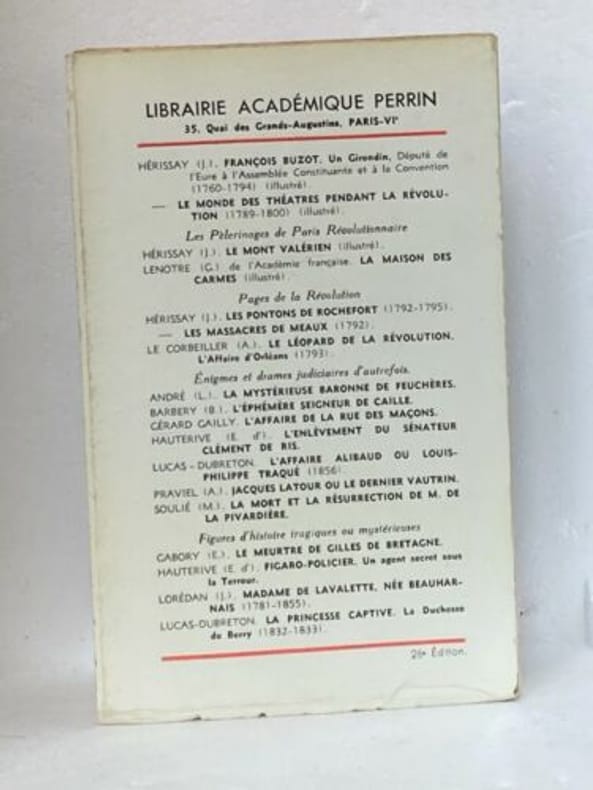 LIBRAIRIE ACADÉMIQUE PERRIN
35, Quai des Grands-Augustins, PARIS-VIe
HÉRISSAY (J.). FRANÇOIS BUZOT. Un Girondin, Député de
l'Eure à l'Assemblée Constituante et à la Convention
(1760-1794) (illustré).
— LE MONDE DES THÉATRES PENDANT LA RÉVOLU-
TION (1789-1800) (illustré).
Les Pèlerinages de Paris Révolutionnaire
HÉRISSAY (J.). LE MONT VALÉRIEN (illustré).
LENOTRE (G.) de l'Académie française. LA MAISON DES
CARMES (illustré).
Pages de la Révolution
HÉRISSAY (J.). LES PONTONS DE ROCHEFORT (1792-1795).
— LES MASSACRES DE MEAUX (1792).
LE CORBEILLER (A.). LE LÉOPARD DE LA RÉVOLUTION.
L'Affaire d'Orléans (1793).
Énigmes et drames judiciaires d'autrefois.
ANDRÉ (L.). LA MYSTÉRIEUSE BARONNE DE FEUCHÈRES.
BARBERY (B.). L'ÉPHÉMÈRE SEIGNEUR DE CAILLE.
GÉRARD GAILLY. L'AFFAIRE DE LA RUE DES MAÇONS.
HAUTERIVE (E. d'). L'ENLÈVEMENT DU SÉNATEUR
CLÉMENT DE RIS.
LUCAS-DUBRETON. L'AFFAIRE ALIBAUD OU LOUIS-
PHILIPPE TRAQUÉ (1856).
PRAVIEL (A.). JACQUES LATOUR OU LE DERNIER VAUTRIN.
SOULIÉ (M.). LA MORT ET LA RÉSURRECTION DE M. DE
LA PIVARDIÈRE.
Figures d'histoire tragiques ou mystérieuses
GABORY (E.). LE MEURTRE DE GILLES DE BRETAGNE.
HAUTERIVE (E. d'). FIGARO-POLICIER. Un agent secret sous
la Terreur.
LORÉDAN (J.). MADAME DE LAVALETTE, NÉE BEAUHAR-
NAIS (1781-1855).
LUCAS-DUBRETON. LA PRINCESSE CAPTIVE. La Duchesse
de Berry (1832-1833).
26e Édition.